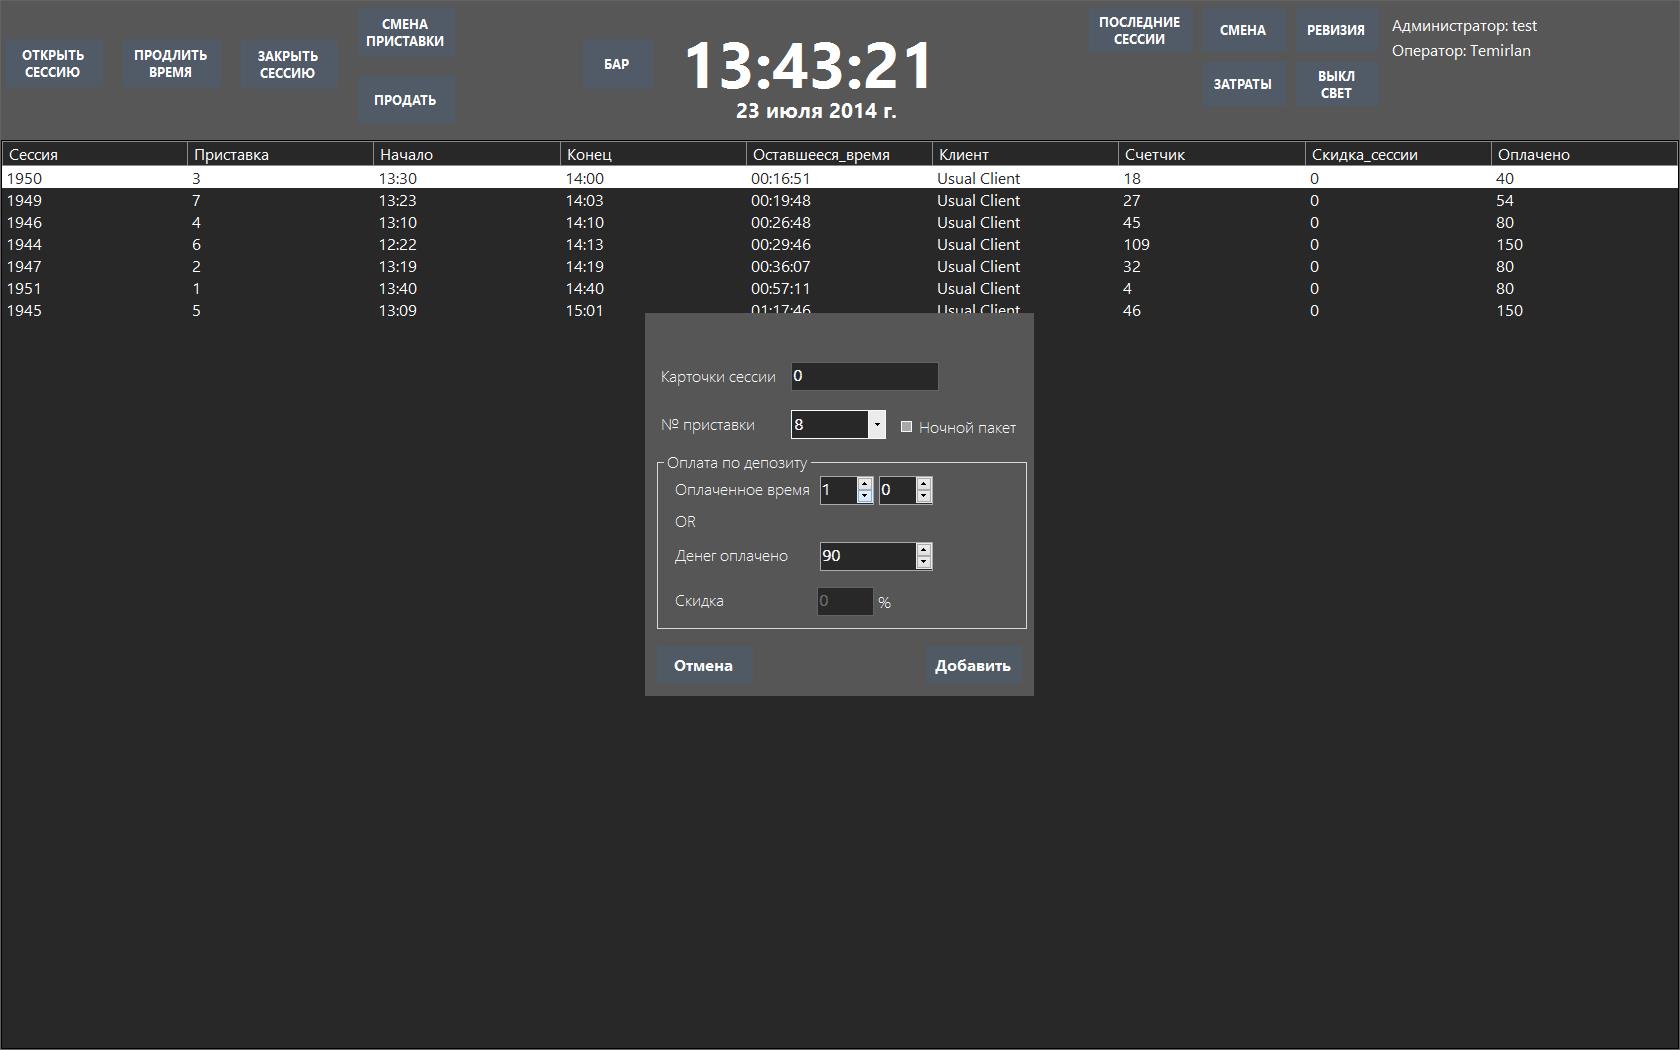 ОТКРЫТЬ
СЕССИЮ
ПРОДЛИТЬ
ВРЕМЯ
ЗАКРЫТЬ
СЕССИЮ
СМЕНА
ПРИСТАВКИ
ПРОДАТЬ
БАР
13:43:21
23 июля 2014 г.
ПОСЛЕДНИЕ
СЕССИИ
СМЕНА
РЕВИЗИЯ
ЗАТРАТЫ
ВЫКЛ
СВЕТ
Администратор: test
Оператор: Temirlan
Сессия Приставка Начало Конец Оставшееся_время Клиент Счетчик Скидка_сессии Оплачено
1950 3 13:30 14:00 00:16:51 Usual Client 18 0 40
1949 7 13:23 14:03 00:19:48 Usual Client 27 0 54
1946 4 13:10 14:10 00:26:48 Usual Client 45 0 80
1944 6 12:22 14:13 00:29:46 Usual Client 109 0 150
1947 2 13:19 14:19 00:36:07 Usual Client 32 0 80
1951 1 13:40 14:40 00:57:11 Usual Client 4 0 80
1945 5 13:09 15:01 01:17:46 Usual Client 46 0 150
Карточки сессии 0
№ приставки 8 Ночной пакет
Оплата по депозиту
Оплаченное время 1 0
OR
Денег оплачено 90
Скидка 0 %
Отмена Добавить